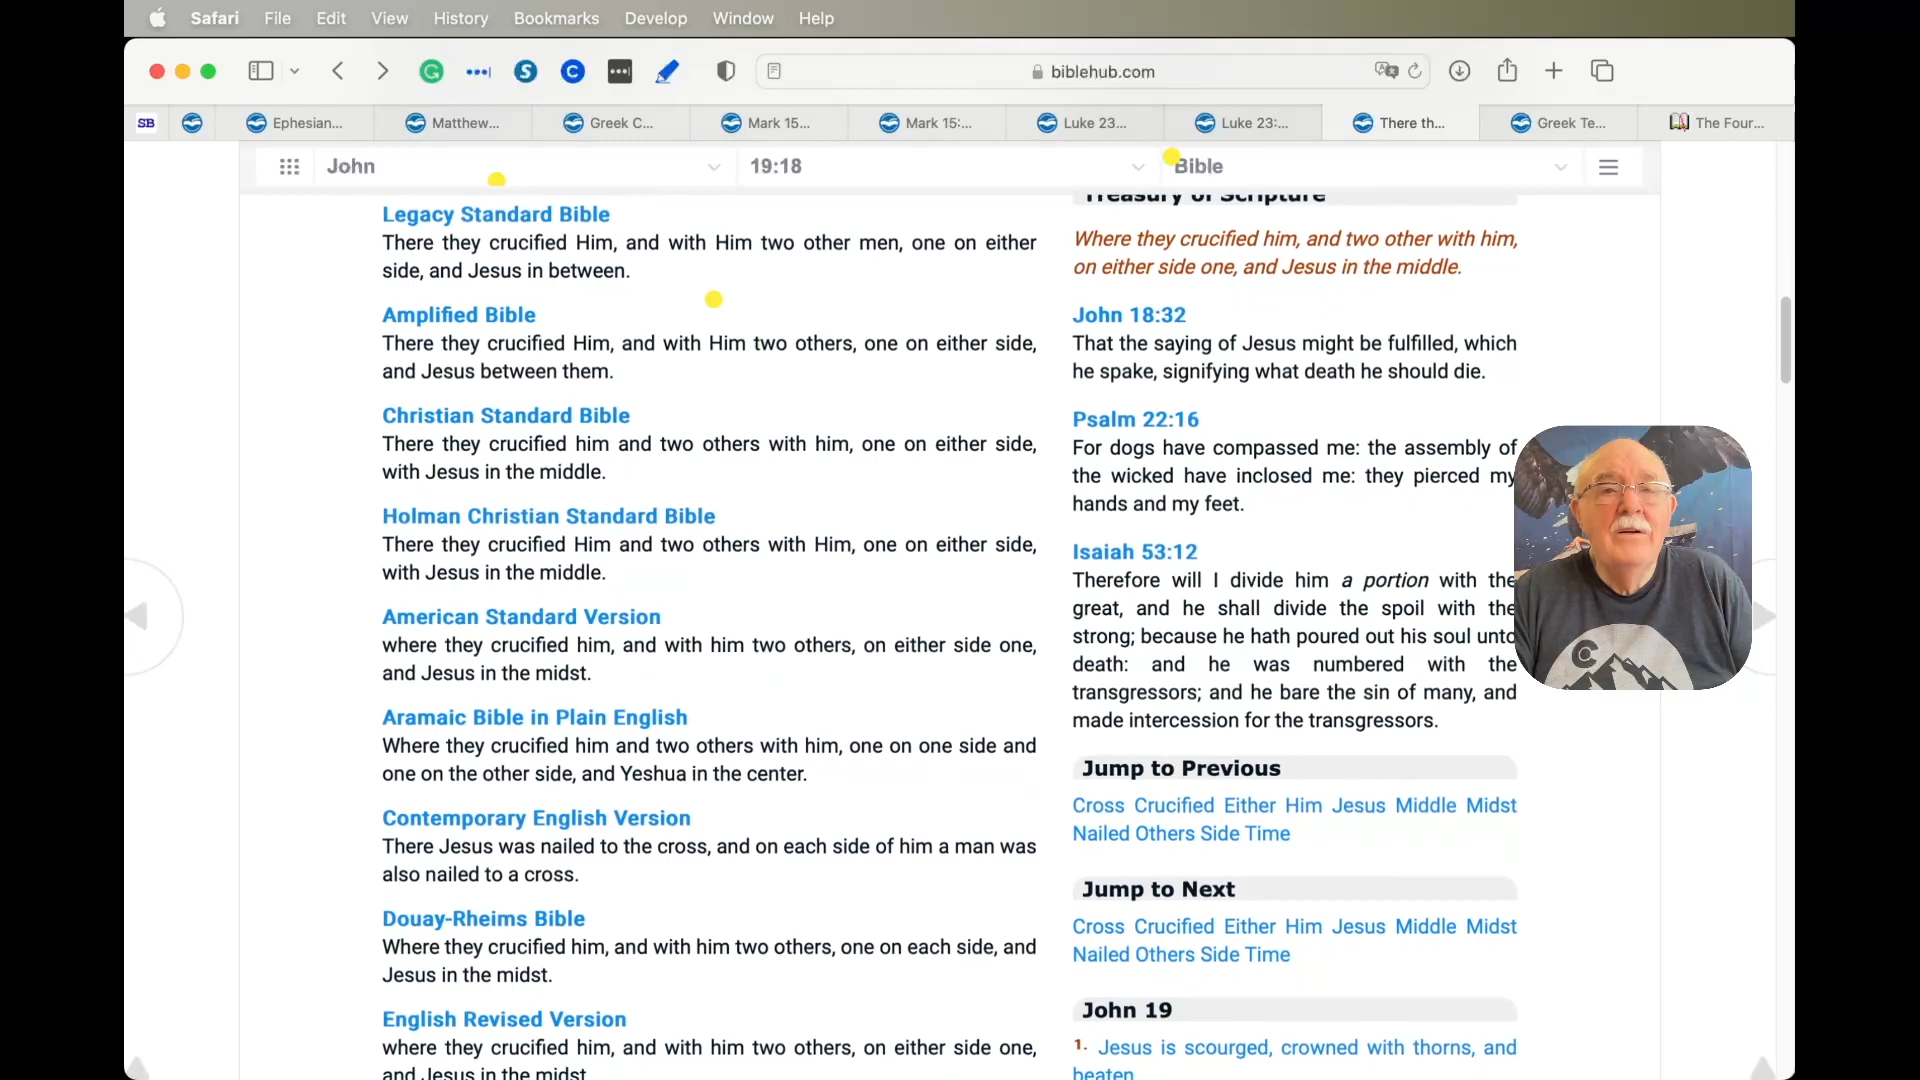 Safari File Edit View History Bookmarks Develop Window Help
biblehub.com
SB Ephesian... Matthew... Greek C... Mark 15... Mark 15:... Luke 23... Luke 23:... There th... Greek Te... The Four...
John 19:18 Bible
Legacy Standard Bible
There they crucified Him, and with Him two other men, one on either
side, and Jesus in between.
Amplified Bible
There they crucified Him, and with Him two others, one on either side,
and Jesus between them.
Christian Standard Bible
There they crucified him and two others with him, one on either side,
with Jesus in the middle.
Holman Christian Standard Bible
There they crucified Him and two others with Him, one on either side,
with Jesus in the middle.
American Standard Version
where they crucified him, and with him two others, on either side one,
and Jesus in the midst.
Aramaic Bible in Plain English
Where they crucified him and two others with him, one on one side and
one on the other side, and Yeshua in the center.
Contemporary English Version
There Jesus was nailed to the cross, and on each side of him a man was
also nailed to a cross.
Douay-Rheims Bible
Where they crucified him, and with him two others, one on each side, and
Jesus in the midst.
English Revised Version
where they crucified him, and with him two others, on either side one,
and Jesus in the midst
Treasury of Scripture
Where they crucified him, and two other with him,
on either side one, and Jesus in the middle.
John 18:32
That the saying of Jesus might be fulfilled, which
he spake, signifying what death he should die.
Psalm 22:16
For dogs have compassed me: the assembly of
the wicked have inclosed me: they pierced my
hands and my feet.
Isaiah 53:12
Therefore will I divide him a portion with the
great, and he shall divide the spoil with the
strong; because he hath poured out his soul unto
death: and he was numbered with the
transgressors; and he bare the sin of many, and
made intercession for the transgressors.
Jump to Previous
Cross Crucified Either Him Jesus Middle Midst
Nailed Others Side Time
Jump to Next
Cross Crucified Either Him Jesus Middle Midst
Nailed Others Side Time
John 19
1. Jesus is scourged, crowned with thorns, and
beaten